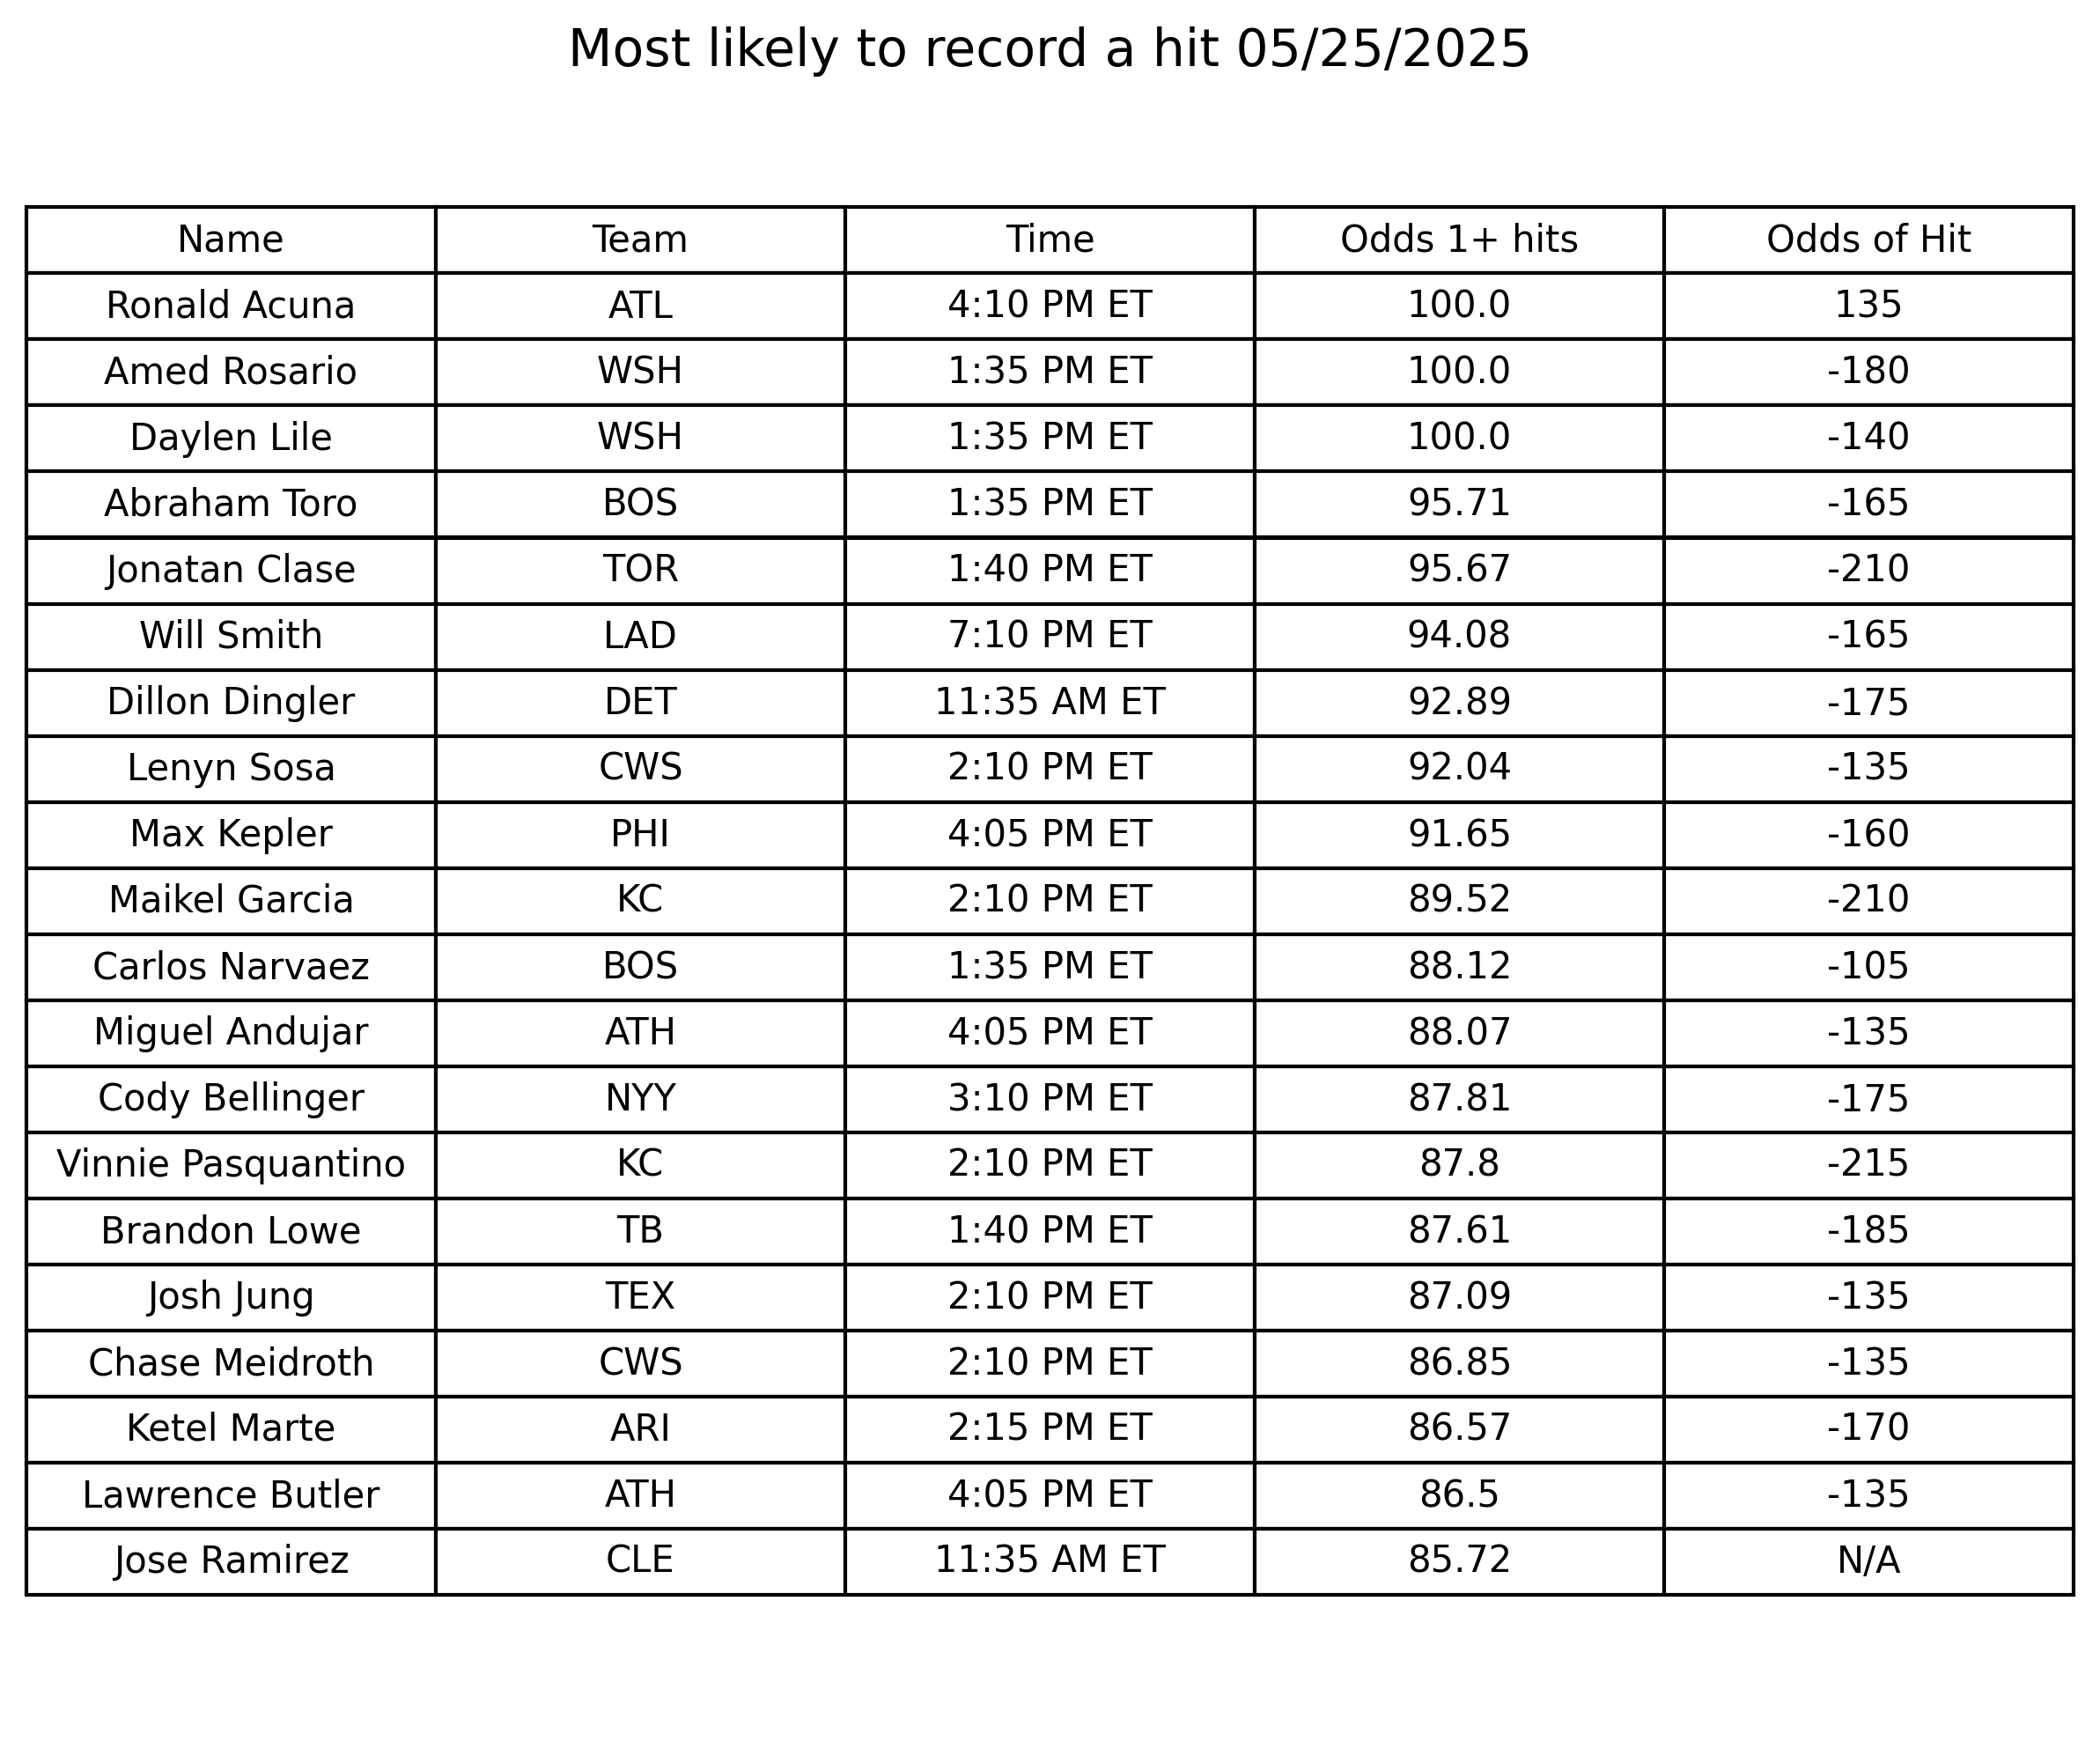 Most likely to record a hit 05/25/2025
Name Team Time Odds 1+ hits Odds of Hit
Ronald Acuna ATL 4:10 PM ET 100.0 135
Amed Rosario WSH 1:35 PM ET 100.0 -180
Daylen Lile WSH 1:35 PM ET 100.0 -140
Abraham Toro BOS 1:35 PM ET 95.71 -165
Jonatan Clase TOR 1:40 PM ET 95.67 -210
Will Smith LAD 7:10 PM ET 94.08 -165
Dillon Dingler DET 11:35 AM ET 92.89 -175
Lenyn Sosa CWS 2:10 PM ET 92.04 -135
Max Kepler PHI 4:05 PM ET 91.65 -160
Maikel Garcia KC 2:10 PM ET 89.52 -210
Carlos Narvaez BOS 1:35 PM ET 88.12 -105
Miguel Andujar ATH 4:05 PM ET 88.07 -135
Cody Bellinger NYY 3:10 PM ET 87.81 -175
Vinnie Pasquantino KC 2:10 PM ET 87.8 -215
Brandon Lowe TB 1:40 PM ET 87.61 -185
Josh Jung TEX 2:10 PM ET 87.09 -135
Chase Meidroth CWS 2:10 PM ET 86.85 -135
Ketel Marte ARI 2:15 PM ET 86.57 -170
Lawrence Butler ATH 4:05 PM ET 86.5 -135
Jose Ramirez CLE 11:35 AM ET 85.72 N/A